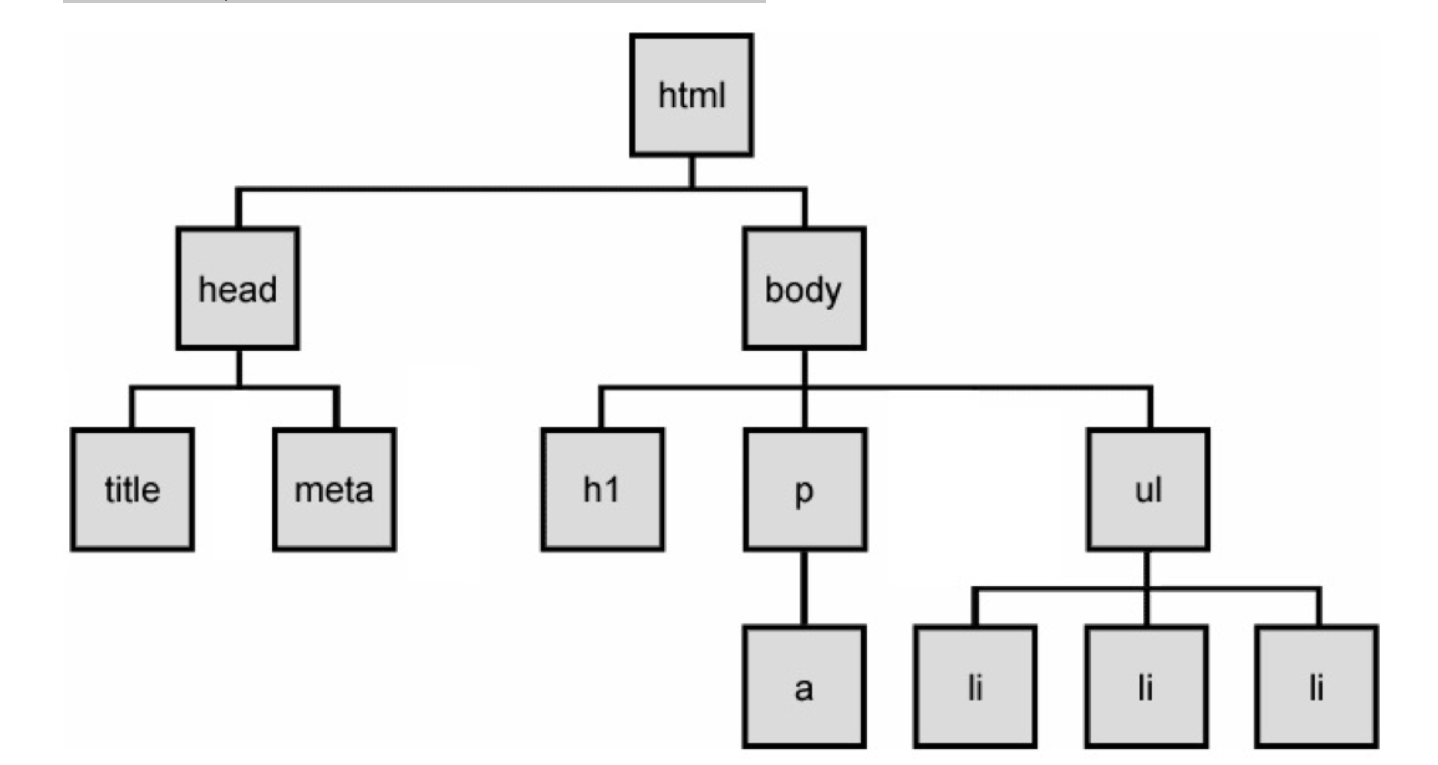 html
head body
title meta h1 p ul
a li li li